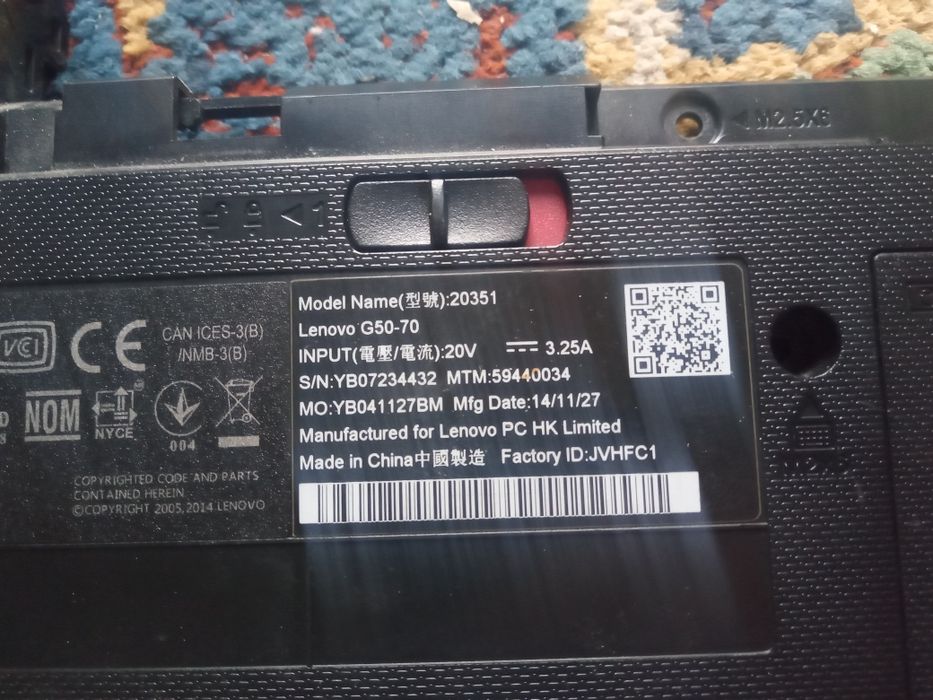 M2.5X8
Model Name(型號):20351
Lenovo G50-70
INPUT(電壓/電流):20V 3.25A
S/N:YB07234432 MTM:59440034
MO:YB041127BM Mfg Date:14/11/27
Manufactured for Lenovo PC HK Limited
Made in China中國製造 Factory ID:JVHFC1
VCI
CE
CAN ICES-3(B)
/NMB-3(B)
NOM
NYCE
004
COPYRIGHTED CODE AND PARTS
CONTAINED HEREIN
©COPYRIGHT 2005, 2014 LENOVO